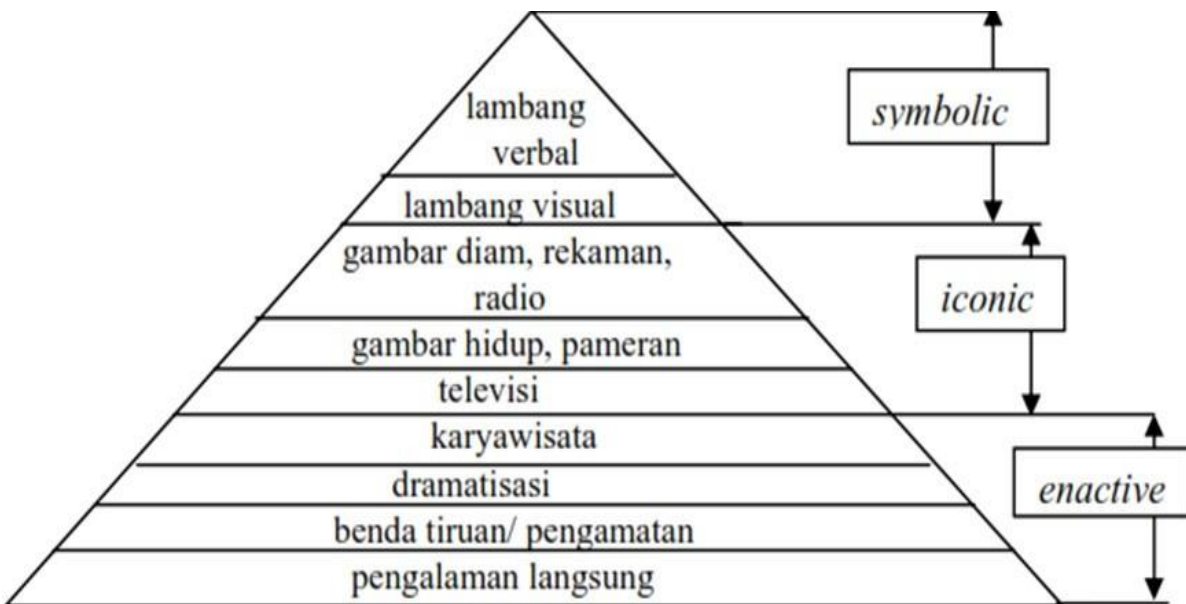 lambang
verbal
symbolic
lambang visual
gambar diam, rekaman,
radio
iconic
gambar hidup, pameran
televisi
karyawisata
dramatisasi
enactive
benda tiruan/ pengamatan
pengalaman langsung